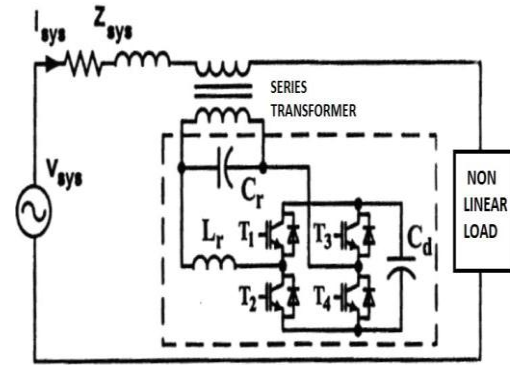 Isys Zsys
SERIES
TRANSFORMER
Vsys
Cr
NON
LINEAR
LOAD
Lr T1 T3 Cd
T2 T4